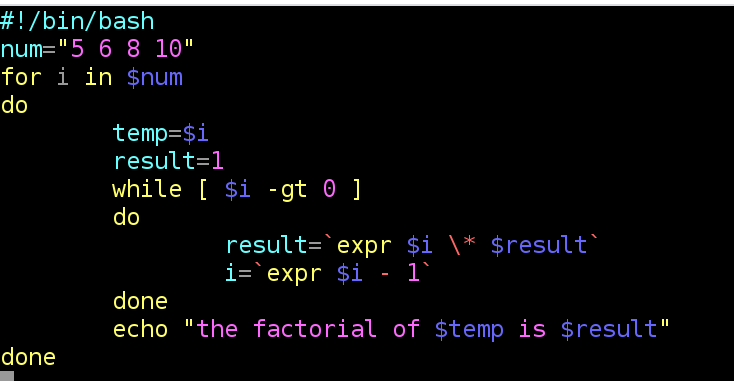 #!/bin/bash
num="5 6 8 10"
for i in $num
do
        temp=$i
        result=1
        while [ $i -gt 0 ]
        do
                result=`expr $i \* $result`
                i=`expr $i - 1`
        done
        echo "the factorial of $temp is $result"
done